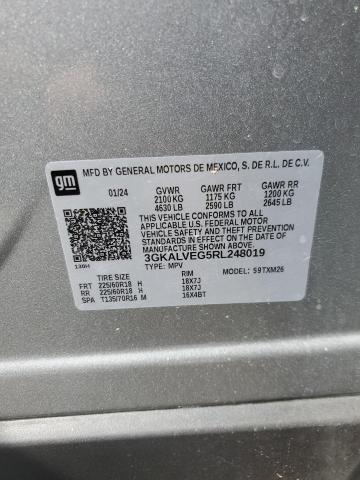 gm
MFD BY GENERAL MOTORS DE MEXICO, S. DE R.L. DE C.V.
01/24 GVWR GAWR FRT GAWR RR
2100 KG 1175 KG 1200 KG
4630 LB 2590 LB 2645 LB
THIS VEHICLE CONFORMS TO ALL
APPLICABLE U.S. FEDERAL MOTOR
VEHICLE SAFETY, BUMPER, AND THEFT
PREVENTION STANDARDS IN EFFECT ON
THE DATE OF MANUFACTURE SHOWN ABOVE.
3GKALVEG5RL248019
TYPE: MPV MODEL: 59TXM26
TIRE SIZE RIM
FRT 225/60R18 H 18X7J
RR 225/60R18 H 18X7J
SPA T135/70R16 M 16X4BT